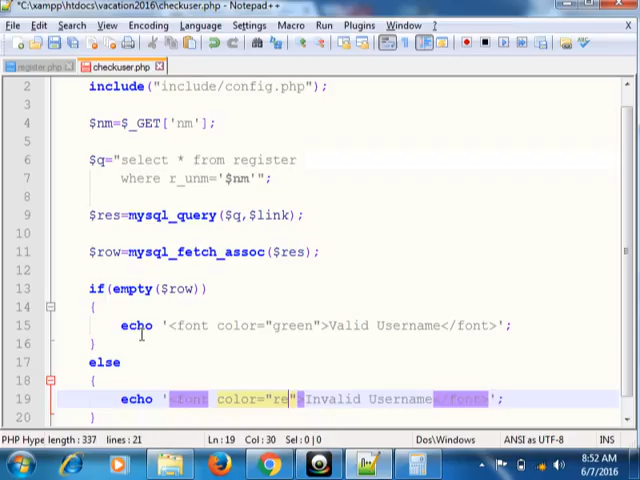 *C:\xampp\htdocs\vacation2016\checkuser.php - Notepad++
File Edit Search View Encoding Language Settings Macro Run Plugins Window ? X
register.php checkuser.php
2 include("include/config.php");
3
4 $nm=$_GET['nm'];
5
6 $q="select * from register
7 where r_unm='$nm'";
8
9 $res=mysql_query($q,$link);
10
11 $row=mysql_fetch_assoc($res);
12
13 if(empty($row))
14 {
15 echo '<font color="green">Valid Username</font>';
16 }
17 else
18 {
19 echo '<font color="re">Invalid Username</font>';
20 }
PHP Hype length : 337 lines : 21 Ln : 19 Col : 30 Sel : 0 | 0 Dos\Windows ANSI as UTF-8 INS
8:52 AM
6/7/2016